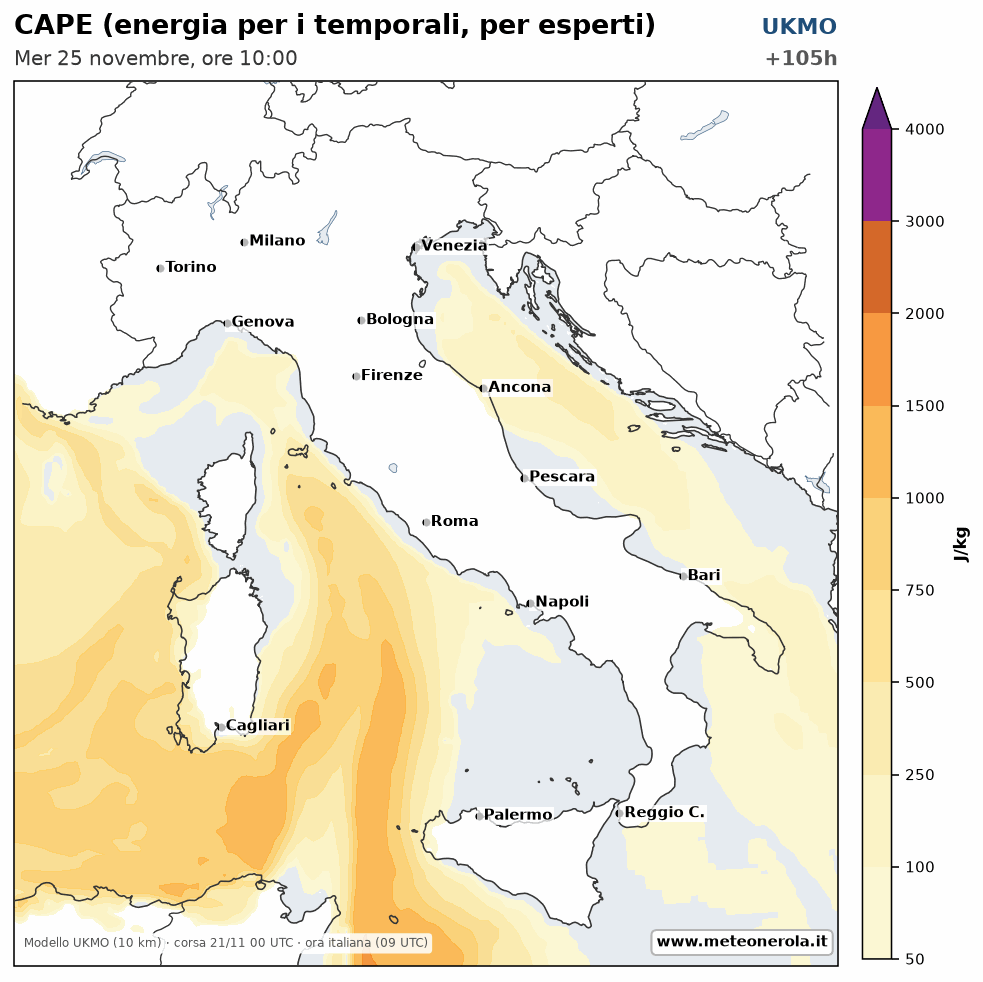 CAPE (energia per i temporali, per esperti)
UKMO
Mer 25 novembre, ore 10:00
+105h
4000
3000
2000
1500
1000
750
500
250
100
50
J/kg
Milano
Venezia
Torino
Genova
Bologna
Firenze
Ancona
Pescara
Roma
Bari
Napoli
Cagliari
Palermo
Reggio C.
Modello UKMO (10 km) · corsa 21/11 00 UTC · ora italiana (09 UTC)
www.meteonerola.it